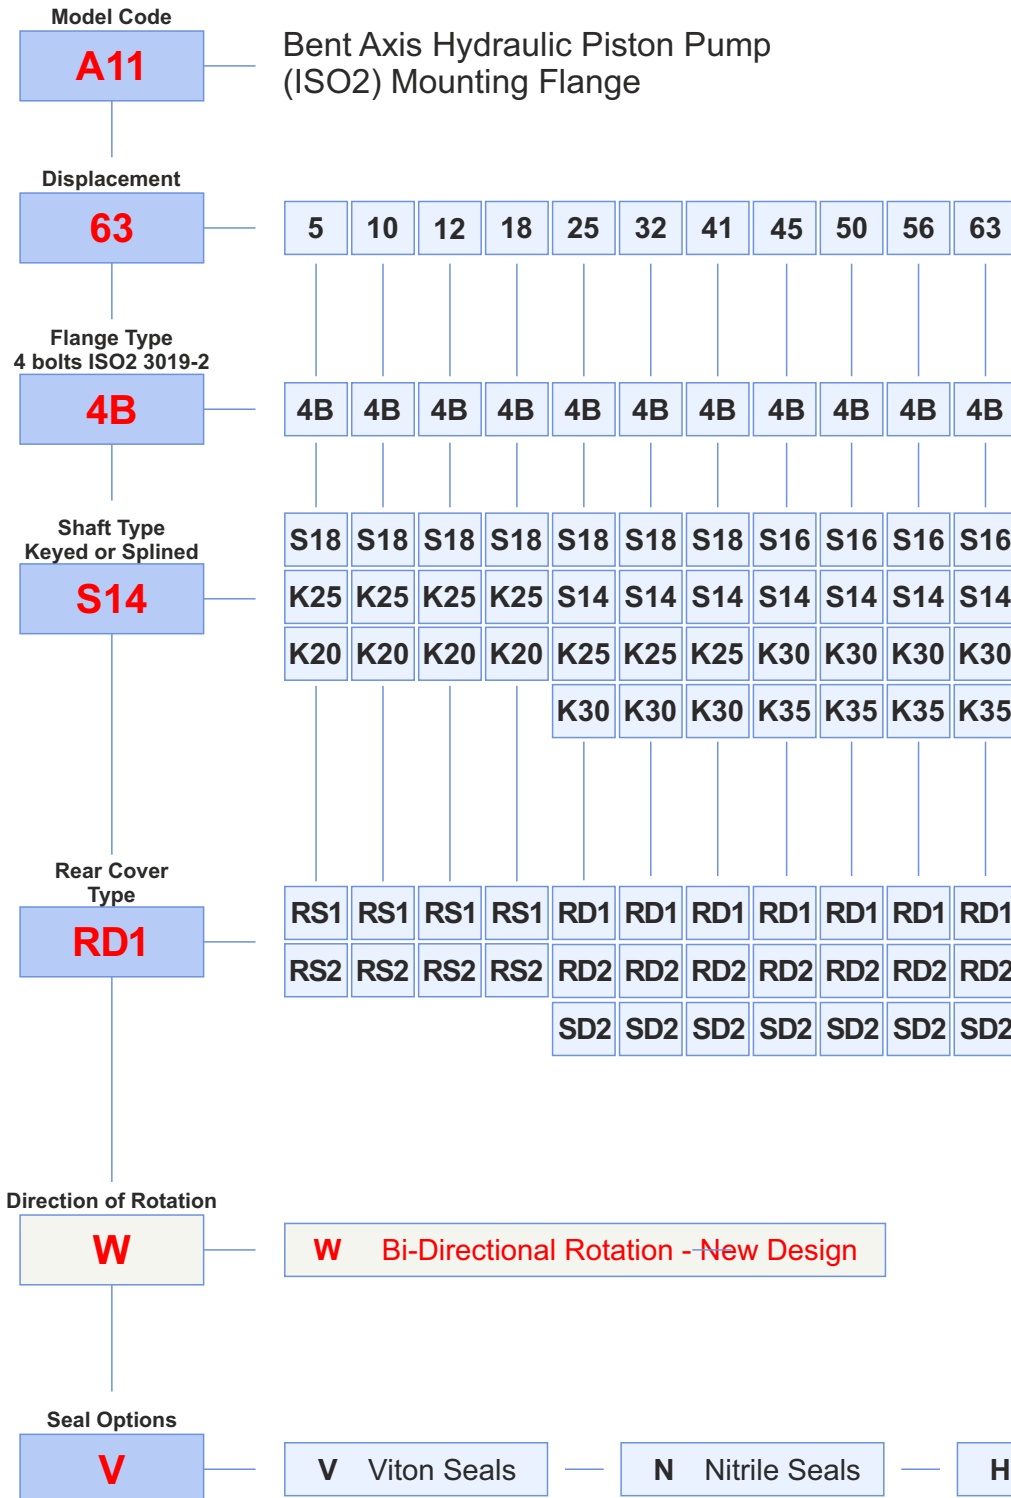 Model Code
A11
Bent Axis Hydraulic Piston Pump
(ISO2) Mounting Flange
Displacement
63
5 10 12 18 25 32 41 45 50 56 63
Flange Type
4 bolts ISO2 3019-2
4B
4B 4B 4B 4B 4B 4B 4B 4B 4B 4B 4B
Shaft Type
Keyed or Splined
S14
S18 S18 S18 S18 S18 S18 S18 S16 S16 S16 S16
K25 K25 K25 K25 S14 S14 S14 S14 S14 S14 S14
K20 K20 K20 K20 K25 K25 K25 K30 K30 K30 K30
K30 K30 K30 K35 K35 K35 K35
Rear Cover
Type
RD1
RS1 RS1 RS1 RS1 RD1 RD1 RD1 RD1 RD1 RD1 RD1
RS2 RS2 RS2 RS2 RD2 RD2 RD2 RD2 RD2 RD2 RD2
SD2 SD2 SD2 SD2 SD2 SD2 SD2
Direction of Rotation
W
W Bi-Directional Rotation - New Design
Seal Options
V
V Viton Seals N Nitrile Seals H